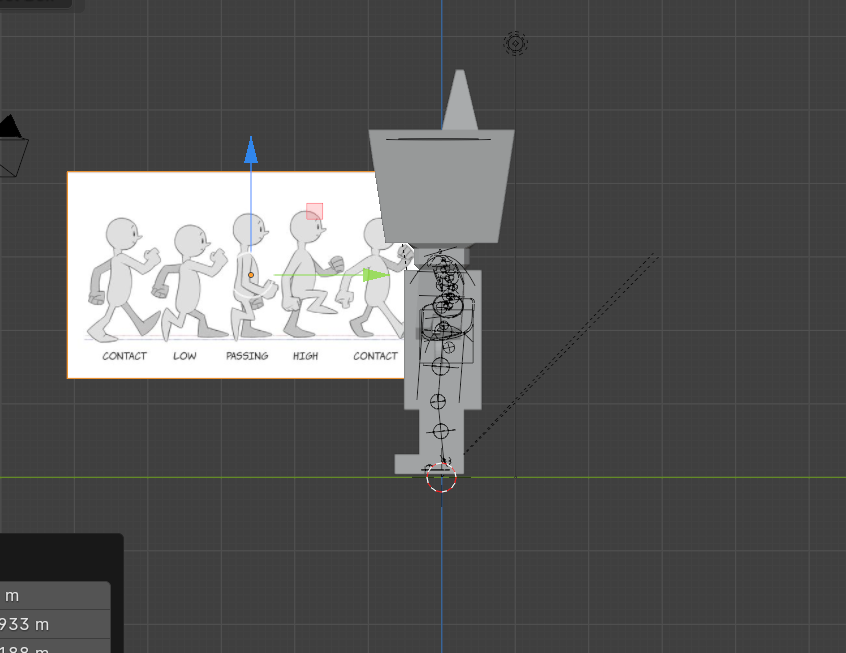 CONTACT LOW PASSING HIGH CONTACT
m
933 m
188 m